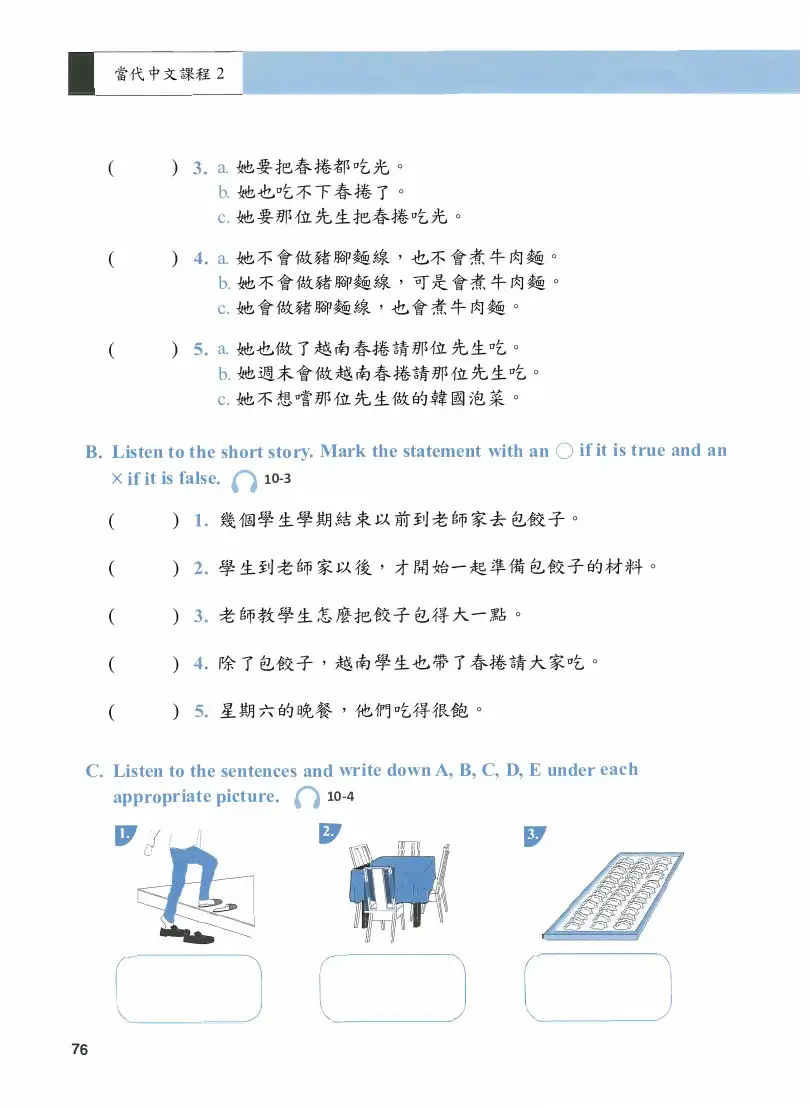 當代中文課程 2
( ) 3. a. 她要把春捲都吃光。
b. 她也吃不下春捲了。
c. 她要那位先生把春捲吃光。
( ) 4. a. 她不會做豬腳麵線，也不會煮牛肉麵。
b. 她不會做豬腳麵線，可是會煮牛肉麵。
c. 她會做豬腳麵線，也會煮牛肉麵。
( ) 5. a. 她也做了越南春捲請那位先生吃。
b. 她週末會做越南春捲請那位先生吃。
c. 她不想嚐那位先生做的韓國泡菜。
B. Listen to the short story. Mark the statement with an ○ if it is true and an
× if it is false. 10-3
( ) 1. 幾個學生學期結束以前到老師家去包餃子。
( ) 2. 學生到老師家以後，才開始一起準備包餃子的材料。
( ) 3. 老師教學生怎麼把餃子包得大一點。
( ) 4. 除了包餃子，越南學生也帶了春捲請大家吃。
( ) 5. 星期六的晚餐，他們吃得很飽。
C. Listen to the sentences and write down A, B, C, D, E under each
appropriate picture. 10-4
1. 2. 3.
76